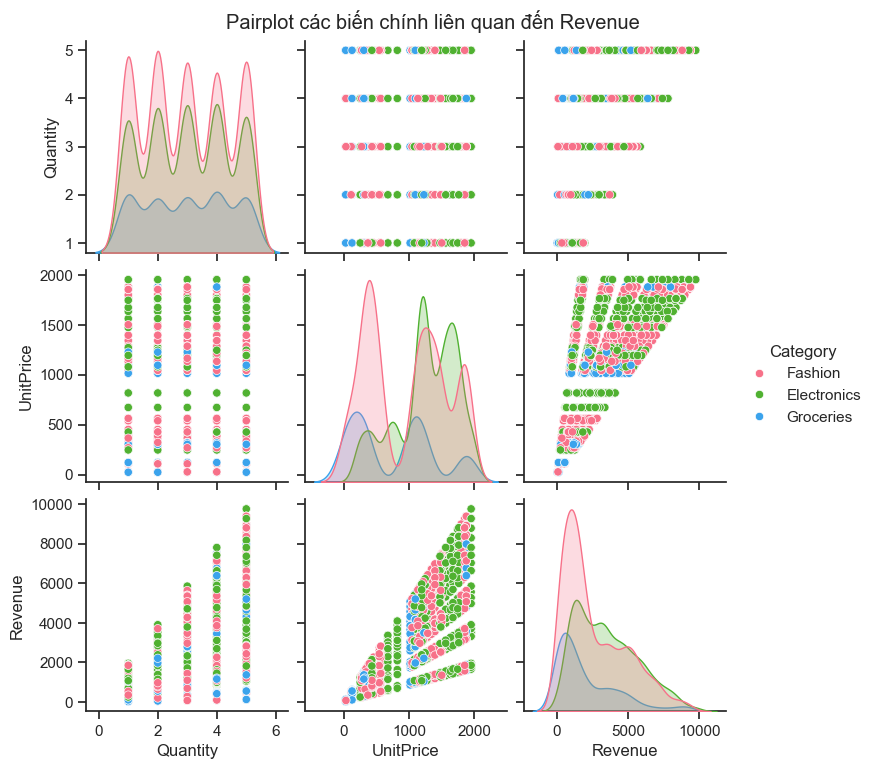 Pairplot các biến chính liên quan đến Revenue
5
4
3
2
1
Quantity
2000
1500
1000
500
0
UnitPrice
Category
Fashion
Electronics
Groceries
10000
8000
6000
4000
2000
0
Revenue
0 2 4 6
0 1000 2000
0 5000 10000
Quantity
UnitPrice
Revenue